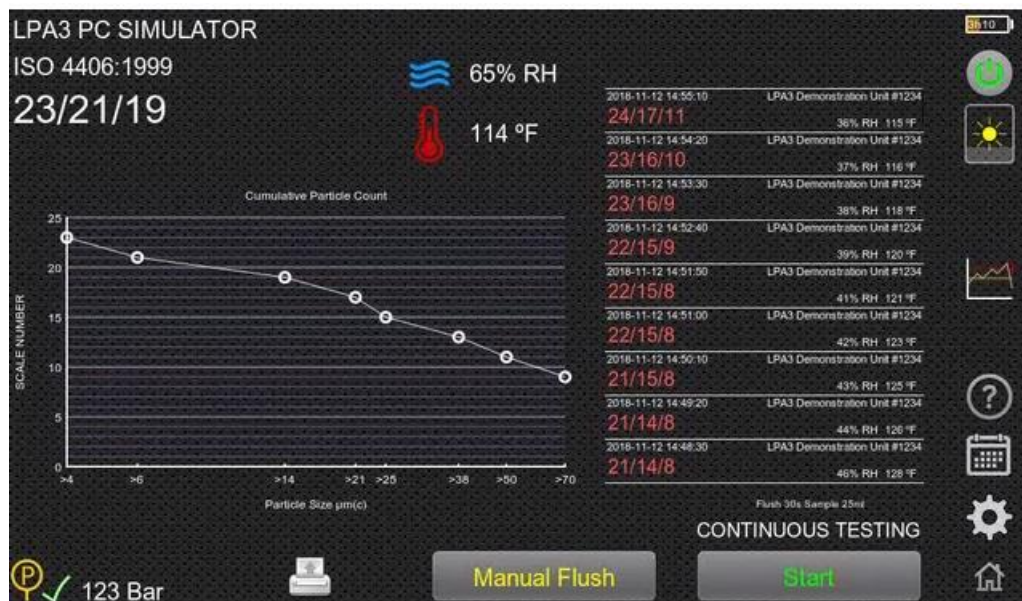 LPA3 PC SIMULATOR
ISO 4406:1999
23/21/19
65% RH
114 ºF
3h10
Cumulative Particle Count
25
20
15
10
5
0
SCALE NUMBER
>4 >6 >14 >21 >25 >38 >50 >70
Particle Size µm(c)
2018-11-12 14:55:10 LPA3 Demonstration Unit #1234
24/17/11 36% RH 115 ºF
2018-11-12 14:54:20 LPA3 Demonstration Unit #1234
23/16/10 37% RH 116 ºF
2018-11-12 14:53:30 LPA3 Demonstration Unit #1234
23/16/9 38% RH 118 ºF
2018-11-12 14:52:40 LPA3 Demonstration Unit #1234
22/15/9 39% RH 120 ºF
2018-11-12 14:51:50 LPA3 Demonstration Unit #1234
22/15/8 41% RH 121 ºF
2018-11-12 14:51:00 LPA3 Demonstration Unit #1234
22/15/8 42% RH 123 ºF
2018-11-12 14:50:10 LPA3 Demonstration Unit #1234
21/15/8 43% RH 125 ºF
2018-11-12 14:49:20 LPA3 Demonstration Unit #1234
21/14/8 44% RH 126 ºF
2018-11-12 14:48:30 LPA3 Demonstration Unit #1234
21/14/8 46% RH 128 ºF
Flush 30s Sample 25ml
CONTINUOUS TESTING
P 123 Bar
Manual Flush
Start
?